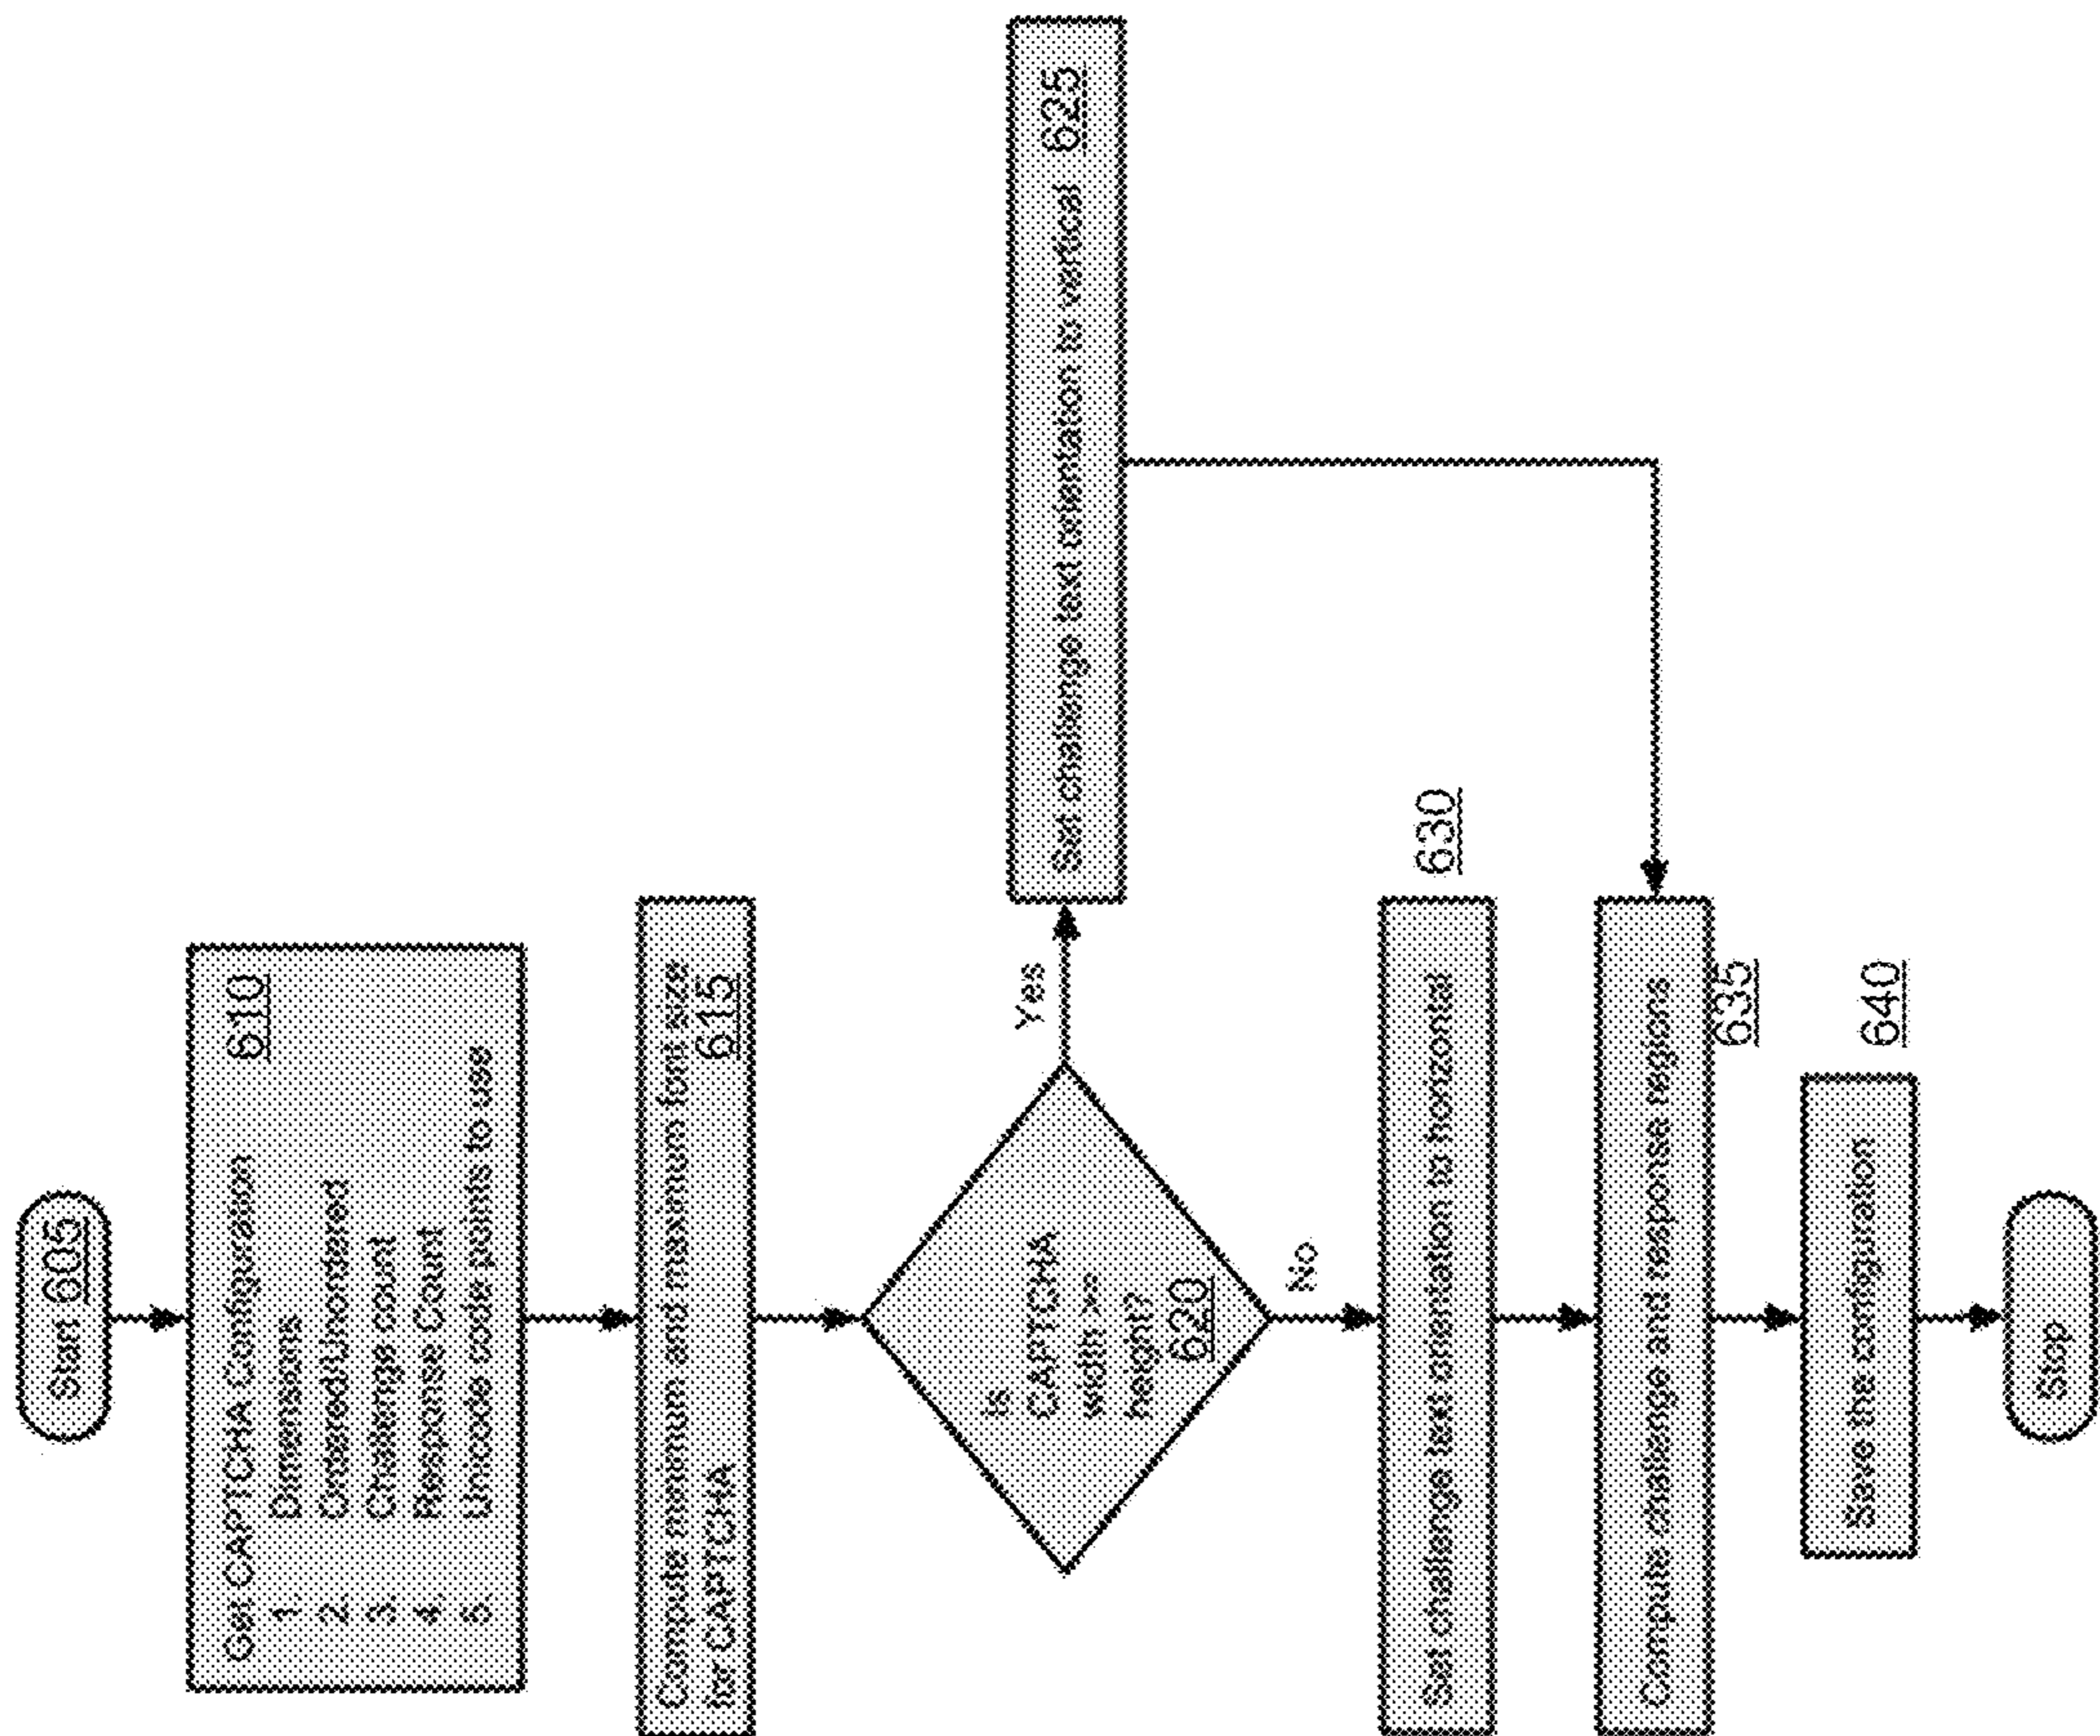 Start 605
Get CAPTCHA Configuration 610
1. Dimensions
2. Ordered/Unordered
3. Challenge count
4. Response Count
5. Unicode code points to use
Compute minimum and maximum font size
for CAPTCHA 615
Is
CAPTCHA
width >=
height?
620
Yes
Set challenge text orientation to vertical 625
No
Set challenge text orientation to horizontal 630
Compute challenge and response regions
635
Save the configuration 640
Stop